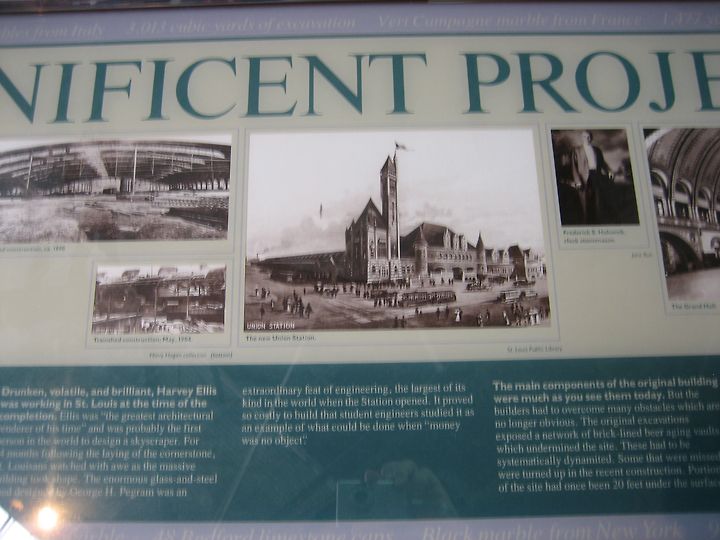 bles from Italy 3,013 cubic yards of excavation Vert Campagne marble from France 1,477
NIFICENT PROJE
Trainshed construction, May, 1984.
UNION STATION
The new Union Station.
St. Louis Public Library
Frederick B.
chief stonemason.
The Grand Hall
Drunken, volatile, and brilliant, Harvey Ellis
was working in St. Louis at the time of the
Ellis was "the greatest architectural
renderer of his time" and was probably the first
person in the world to design a skyscraper. For
months following the laying of the cornerstone,
Louisans watched with awe as the massive
building took shape. The enormous glass-and-steel
by George H. Pegram was an
extraordinary feat of engineering, the largest of its
kind in the world when the Station opened. It proved
so costly to build that student engineers studied it as
an example of what could be done when "money
was no object."
The main components of the original building
were much as you see them today. But the
builders had to overcome many obstacles which are
no longer obvious. The original excavations
exposed a network of brick-lined beer aging vaults
which undermined the site. These had to be
systematically dynamited. Some that were missed
were turned up in the recent construction. Portions
of the site had once been 20 feet under the surface
Bedford limestone Black marble from New York